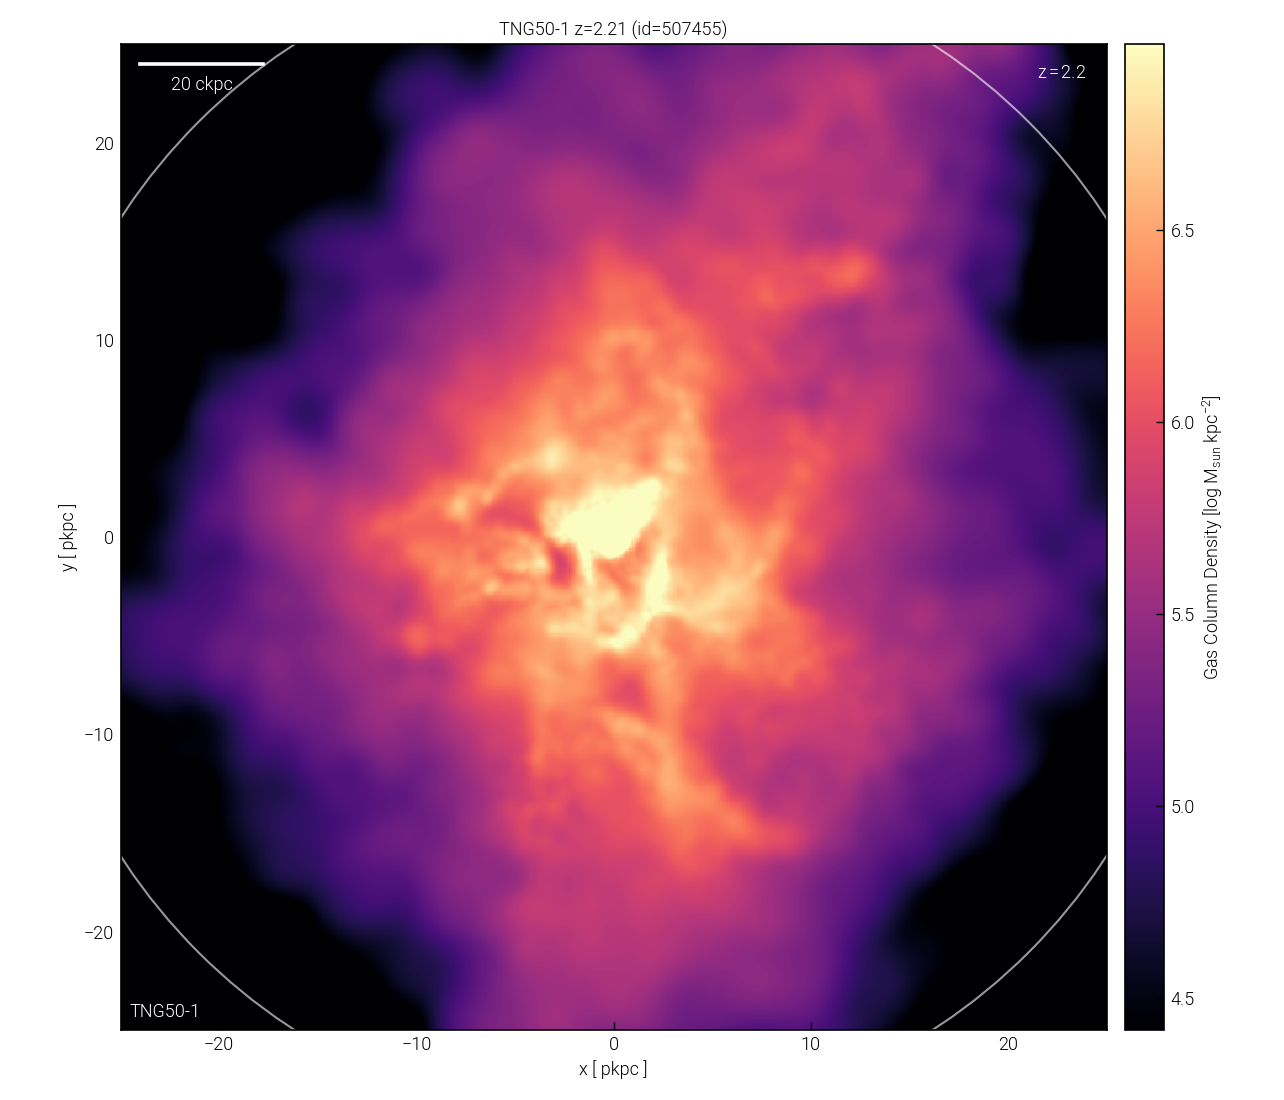 TNG50-1 z=2.21 (id=507455)
20 ckpc
z=2.2
20
10
0
−10
−20
y [ pkpc ]
TNG50-1
−20
−10
0
10
20
x [ pkpc ]
6.5
6.0
5.5
5.0
4.5
Gas Column Density [log Msun kpc−2]